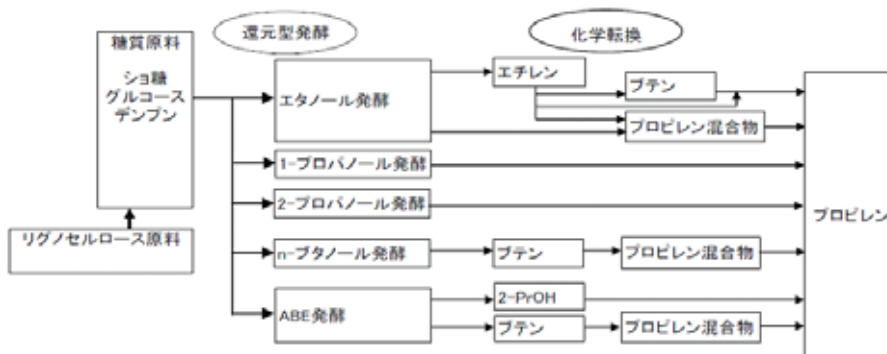 糖質原料
ショ糖
グルコース
デンプン
リグノセルロース原料
還元型発酵
化学転換
エタノール発酵
エチレン
ブテン
プロピレン混合物
1-プロパノール発酵
2-プロパノール発酵
n-ブタノール発酵
ブテン
プロピレン混合物
ABE発酵
2-PrOH
ブテン
プロピレン混合物
プロピレン